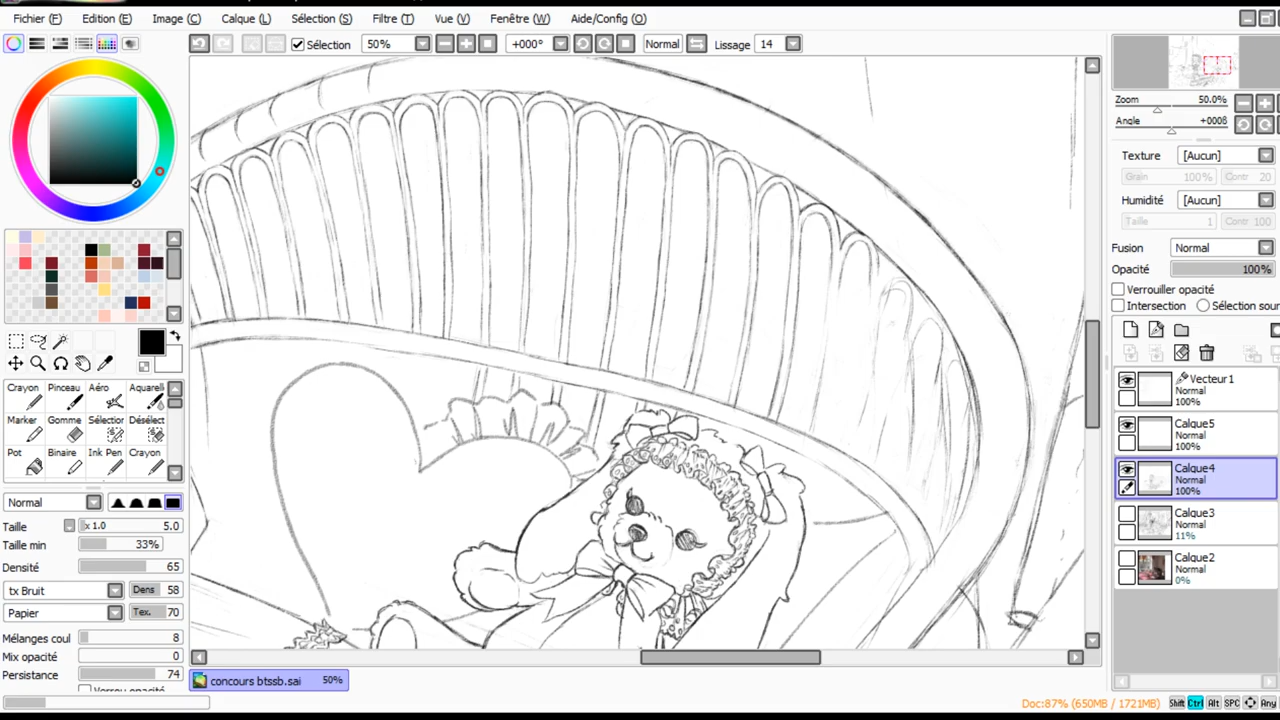 Fichier (F) Edition (E) Image (C) Calque (L) Sélection (S) Filtre (T) Vue (V) Fenêtre (W) Aide/Config (O)
Sélection 50% +000° Normal Lissage 14
Zoom 50.0%
Angle +0008
Texture [Aucun]
Grain 100% Contr 20
Humidité [Aucun]
Taille 1 Contr 100
Fusion Normal
Opacité 100%
Verrouiller opacité
Intersection Sélection sour
Vecteur1
Normal
100%
Calque5
Normal
100%
Calque4
Normal
100%
Calque3
Normal
11%
Calque2
Normal
0%
Crayon Pinceau Aéro Aquarell
Marker Gomme Sélection Désélect
Pot Binaire Ink Pen Crayon
Normal
Taille x 1.0 5.0
Taille min 33%
Densité 65
tx Bruit Dens 58
Papier Tex. 70
Mélanges coul 8
Mix opacité 0
Persistance 74
Verrou opacité
concours btssb.sai 50%
Doc:87% (650MB / 1721MB) Shift Ctrl Alt SPC Any